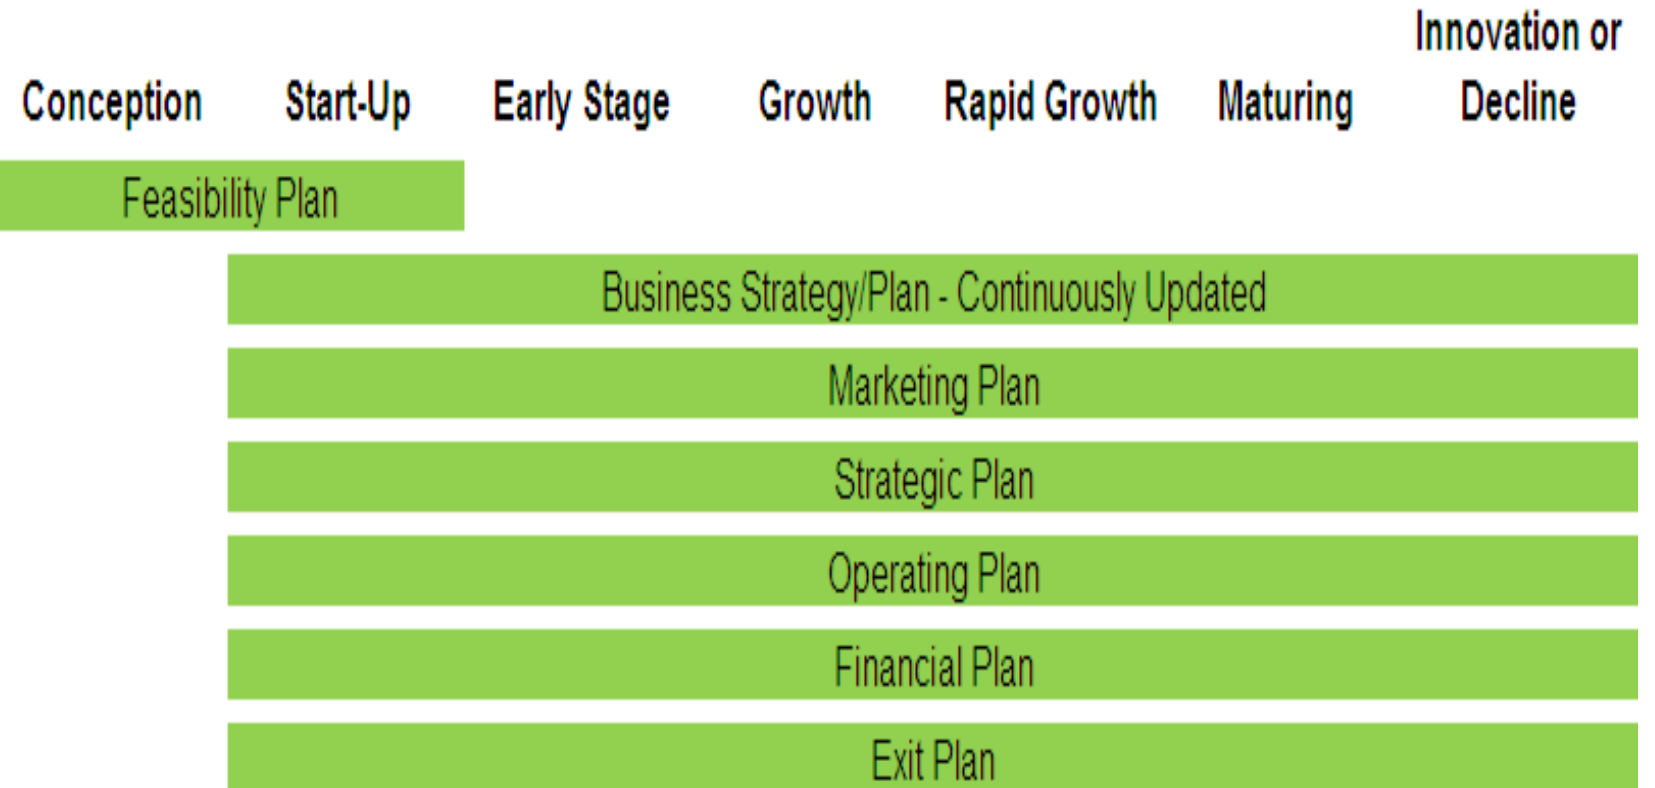 Innovation or
Conception Start-Up Early Stage Growth Rapid Growth Maturing Decline
Feasibility Plan
Business Strategy/Plan - Continuously Updated
Marketing Plan
Strategic Plan
Operating Plan
Financial Plan
Exit Plan